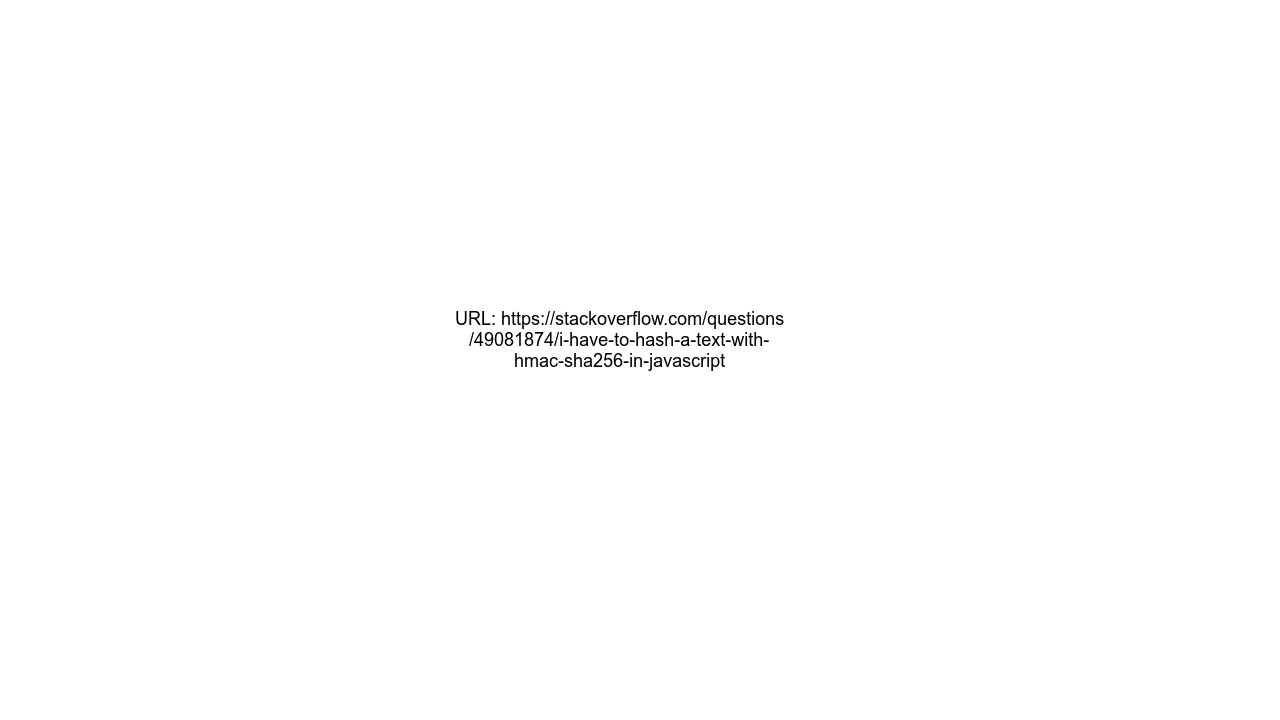 URL: https://stackoverflow.com/questions
/49081874/i-have-to-hash-a-text-with-
hmac-sha256-in-javascript